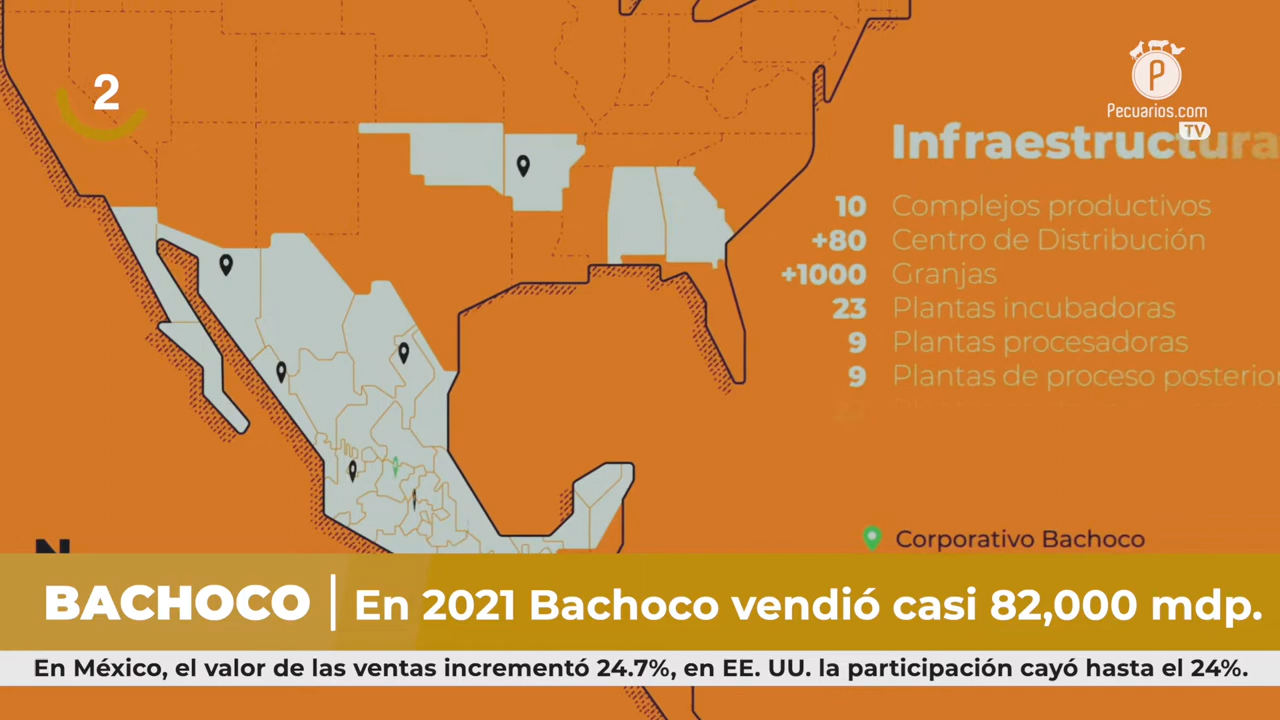 2
Pecuarios.com
TV
Infraestructura
10 Complejos productivos
+80 Centro de Distribución
+1000 Granjas
23 Plantas incubadoras
9 Plantas procesadoras
9 Plantas de proceso posterior
N
Corporativo Bachoco
BACHOCO | En 2021 Bachoco vendió casi 82,000 mdp.
En México, el valor de las ventas incrementó 24.7%, en EE. UU. la participación cayó hasta el 24%.